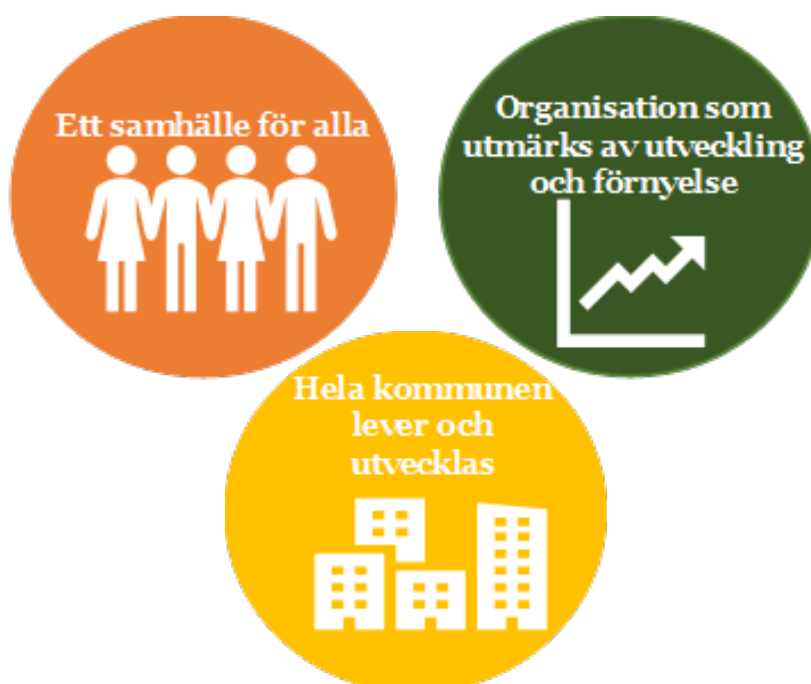 Ett samhälle för alla
Organisation som
utmärks av utveckling
och förnyelse
Hela kommunen
lever och
utvecklas